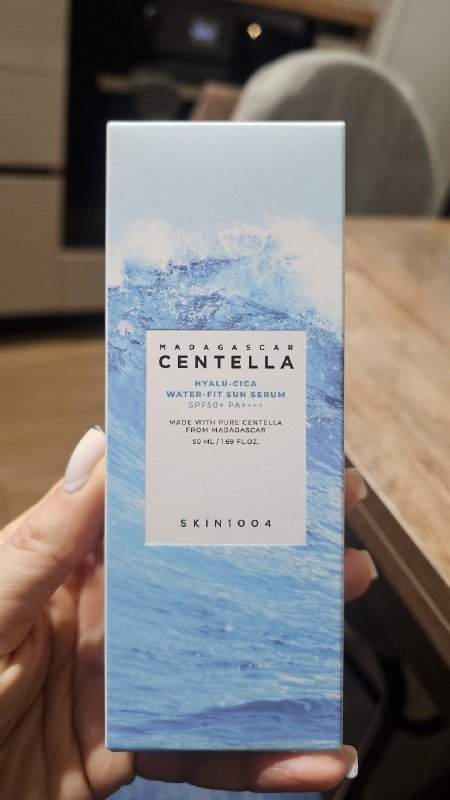 MADAGASCAR
CENTELLA
HYALU-CICA
WATER-FIT SUN SERUM
SPF50+ PA++++
MADE WITH PURE CENTELLA
FROM MADAGASCAR
50 ML / 1.69 FL.OZ.
SKIN1004